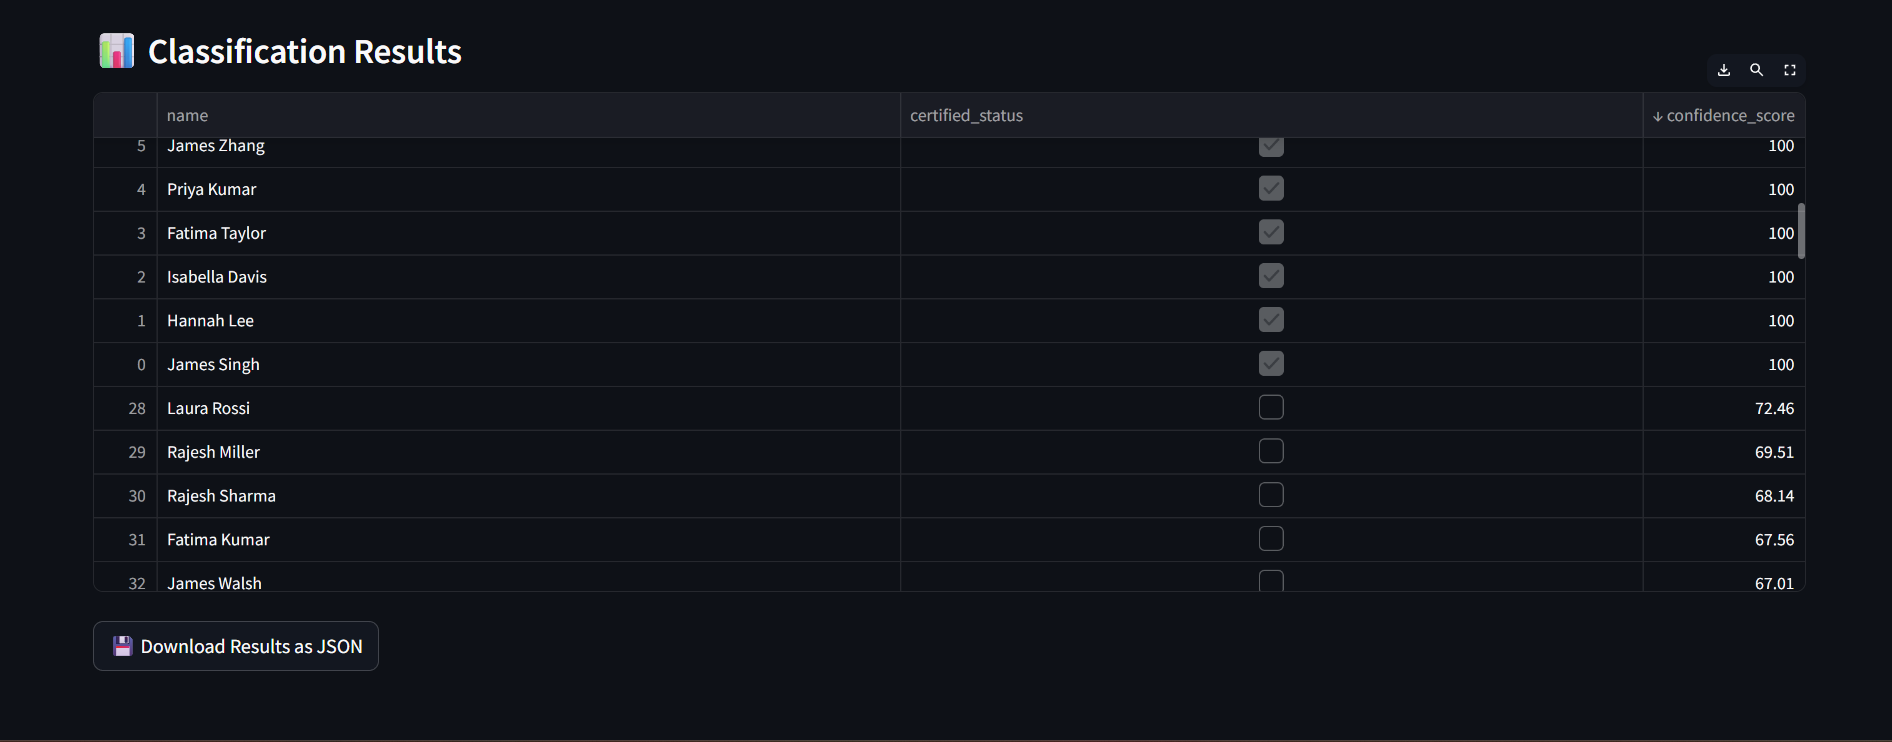 Classification Results
name certified_status ↓ confidence_score
5 James Zhang 100
4 Priya Kumar 100
3 Fatima Taylor 100
2 Isabella Davis 100
1 Hannah Lee 100
0 James Singh 100
28 Laura Rossi 72.46
29 Rajesh Miller 69.51
30 Rajesh Sharma 68.14
31 Fatima Kumar 67.56
32 James Walsh 67.01
Download Results as JSON